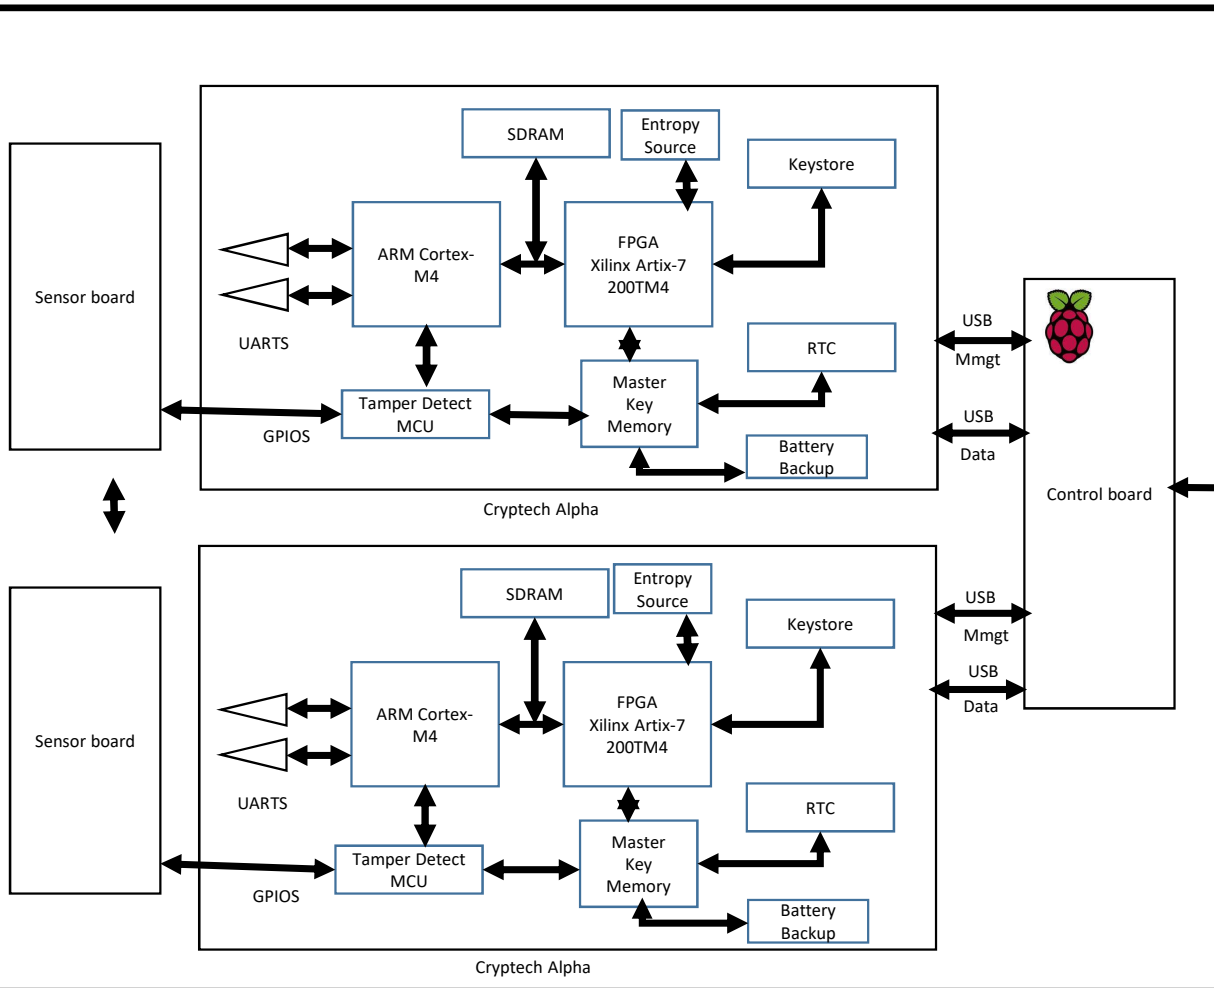 SDRAM
Entropy
Source
Keystore
Sensor board
ARM Cortex-
M4
FPGA
Xilinx Artix-7
200TM4
UARTS
RTC
USB
Mmgt
Tamper Detect
MCU
GPIOS
Master
Key
Memory
Battery
Backup
USB
Data
Control board
Cryptech Alpha
SDRAM
Entropy
Source
Keystore
USB
Mmgt
Sensor board
ARM Cortex-
M4
FPGA
Xilinx Artix-7
200TM4
USB
Data
UARTS
RTC
Tamper Detect
MCU
GPIOS
Master
Key
Memory
Battery
Backup
Cryptech Alpha